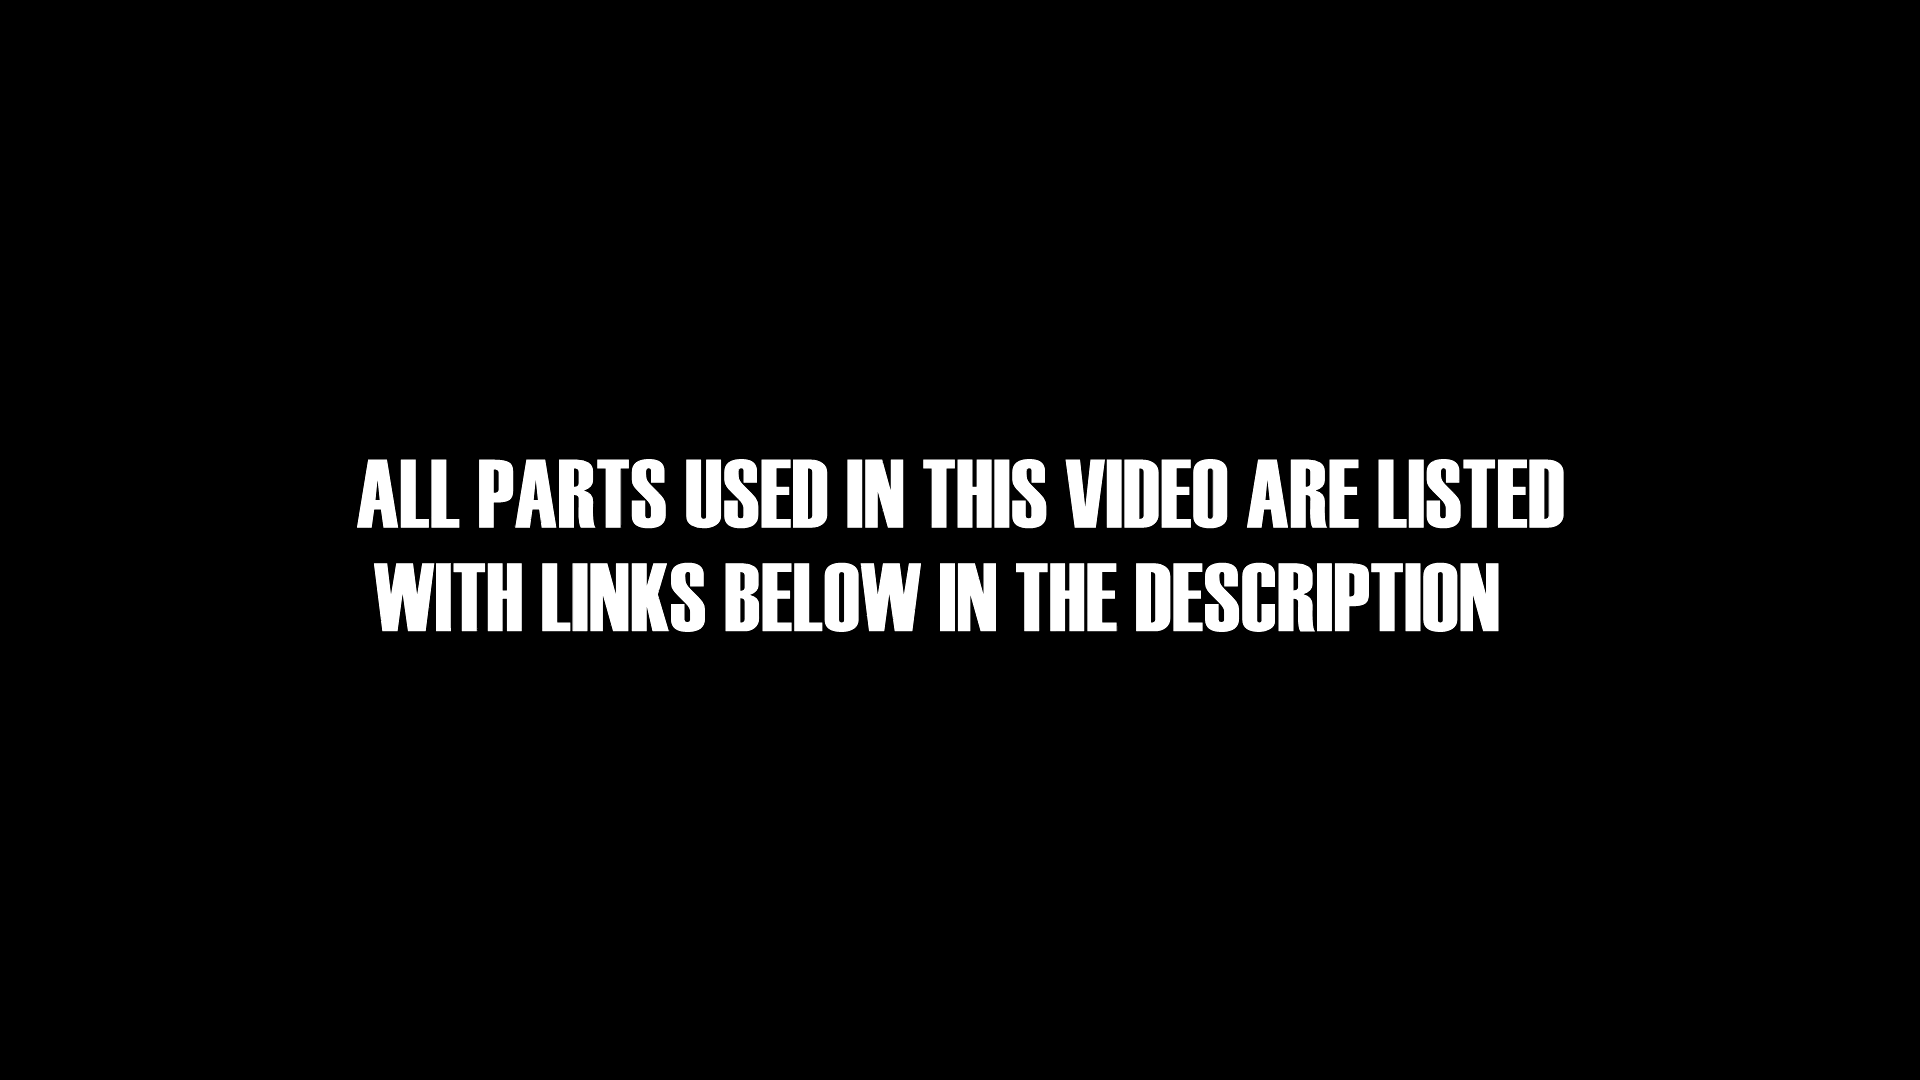 ALL PARTS USED IN THIS VIDEO ARE LISTED
WITH LINKS BELOW IN THE DESCRIPTION